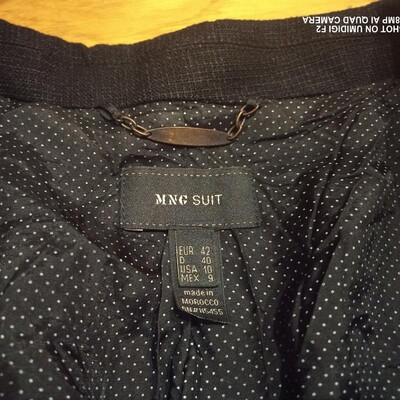 SHOT ON UMIDIGI F2
8MP AI QUAD CAMERA
MNG SUIT
EUR 42
D 40
USA 10
MEX 9
made in
MOROCCO